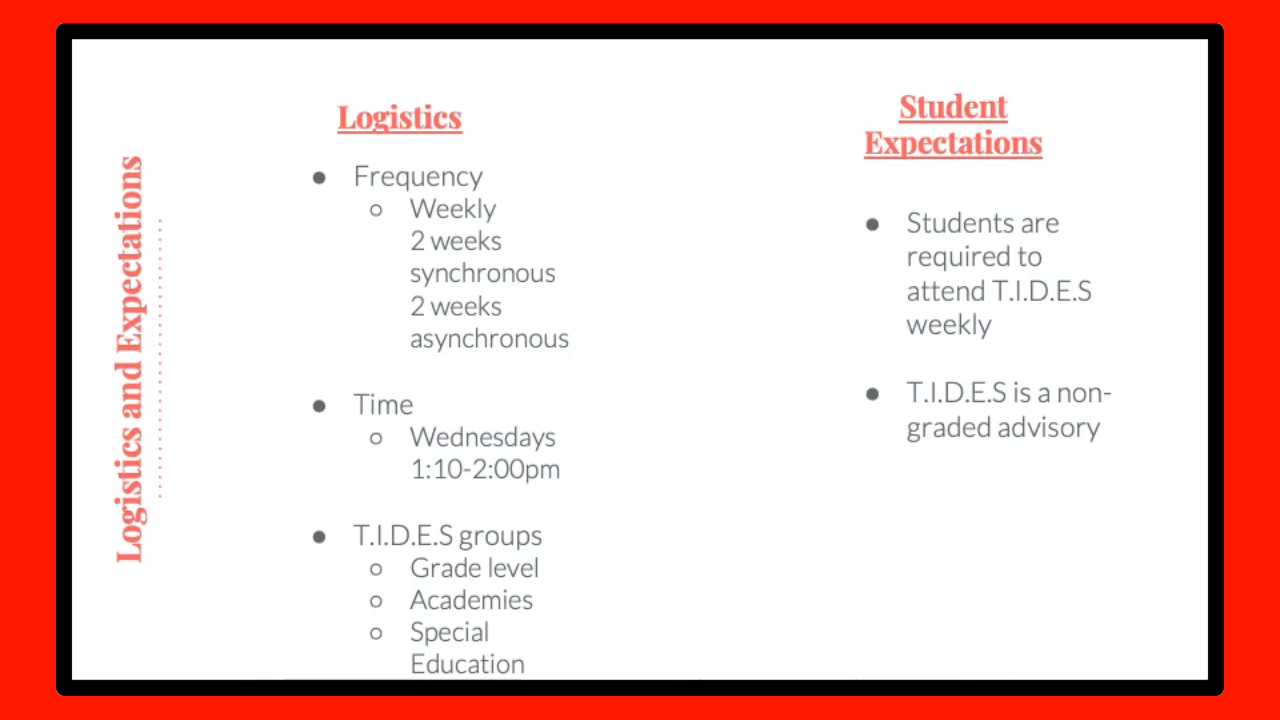 Logistics and Expectations
Logistics
Frequency
Weekly
2 weeks
synchronous
2 weeks
asynchronous
Time
Wednesdays
1:10-2:00pm
T.I.D.E.S groups
Grade level
Academies
Special
Education
Student
Expectations
Students are
required to
attend T.I.D.E.S
weekly
T.I.D.E.S is a non-
graded advisory